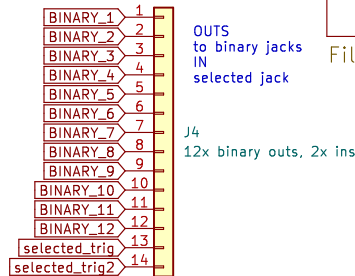 BINARY_1 1
BINARY_2 2
BINARY_3 3
BINARY_4 4
BINARY_5 5
BINARY_6 6
BINARY_7 7
BINARY_8 8
BINARY_9 9
BINARY_10 10
BINARY_11 11
BINARY_12 12
selected_trig 13
selected_trig2 14
OUTS
to binary jacks
IN
selected jack
J4
12x binary outs, 2x ins
Fil